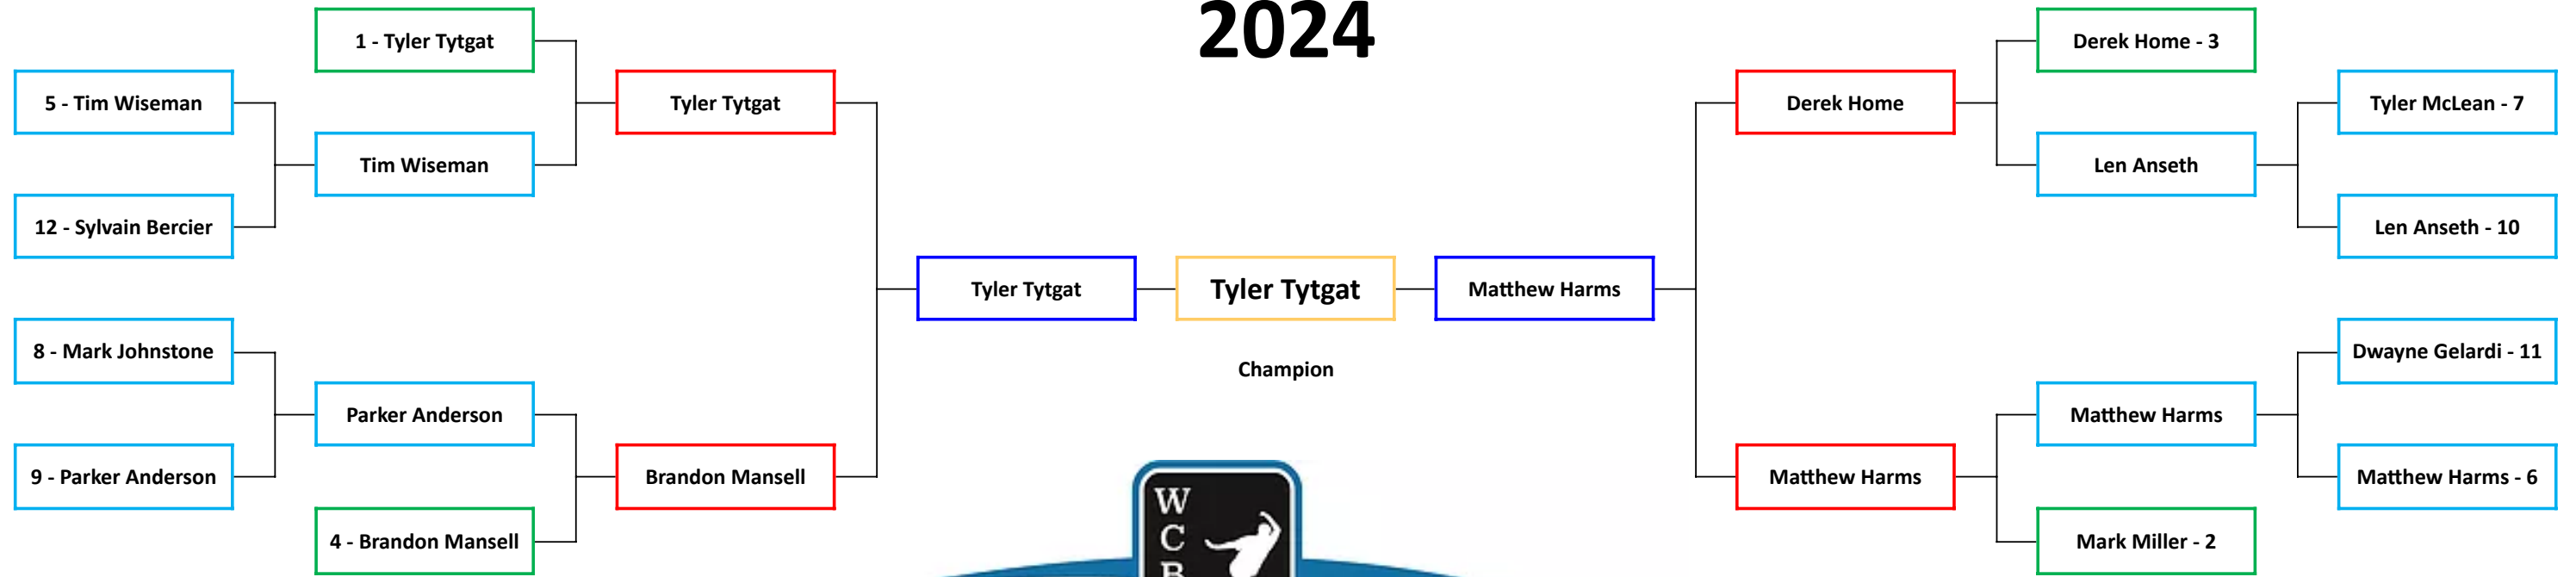 2024
1 - Tyler Tytgat
5 - Tim Wiseman
Tyler Tytgat
Tim Wiseman
12 - Sylvain Bercier
8 - Mark Johnstone
Parker Anderson
9 - Parker Anderson
Brandon Mansell
4 - Brandon Mansell
Tyler Tytgat
Tyler Tytgat
Champion
Matthew Harms
Derek Home - 3
Derek Home
Tyler McLean - 7
Len Anseth
Len Anseth - 10
Dwayne Gelardi - 11
Matthew Harms
Matthew Harms - 6
Matthew Harms
Mark Miller - 2
W
C
B